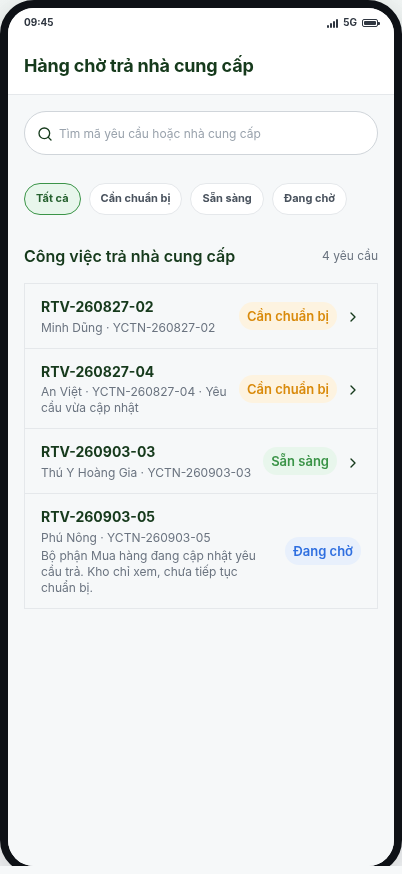 09:45
5G
Hàng chờ trả nhà cung cấp
Tìm mã yêu cầu hoặc nhà cung cấp
Tất cả
Cần chuẩn bị
Sẵn sàng
Đang chờ
Công việc trả nhà cung cấp
4 yêu cầu
RTV-260827-02
Minh Dũng · YCTN-260827-02
Cần chuẩn bị
RTV-260827-04
An Việt · YCTN-260827-04 · Yêu
cầu vừa cập nhật
Cần chuẩn bị
RTV-260903-03
Thú Y Hoàng Gia · YCTN-260903-03
Sẵn sàng
RTV-260903-05
Phú Nông · YCTN-260903-05
Bộ phận Mua hàng đang cập nhật yêu
cầu trả. Kho chỉ xem, chưa tiếp tục
chuẩn bị.
Đang chờ